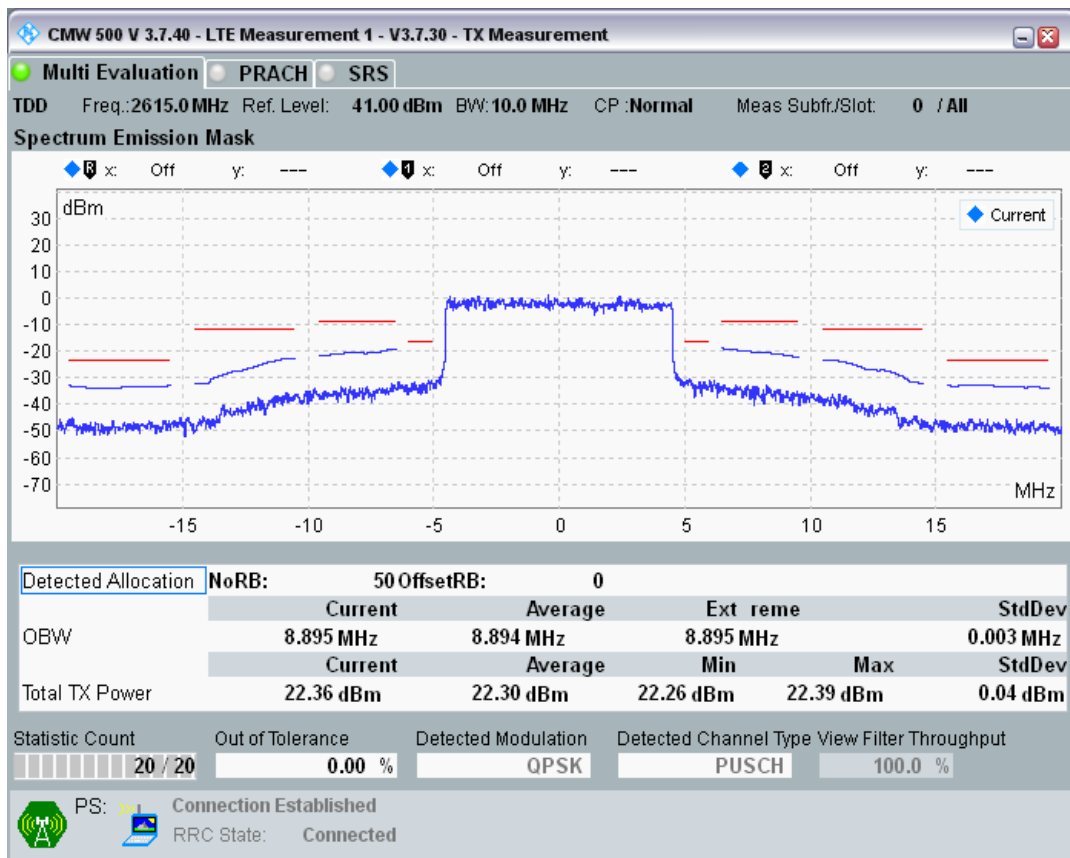 CMW 500 V 3.7.40 - LTE Measurement 1 - V3.7.30 - TX Measurement
Multi Evaluation PRACH SRS
TDD Freq.:2615.0 MHz Ref. Level: 41.00 dBm BW:10.0 MHz CP :Normal Meas Subfr./Slot: 0 / All
Spectrum Emission Mask
R x: Off y: --- 1 x: Off y: --- 2 x: Off y: ---
dBm
Current
30
20
10
0
-10
-20
-30
-40
-50
-60
-70
MHz
-15 -10 -5 0 5 10 15
Detected Allocation NoRB: 50 OffsetRB: 0
Current Average Ext reme StdDev
OBW 8.895 MHz 8.894 MHz 8.895 MHz 0.003 MHz
Current Average Min Max StdDev
Total TX Power 22.36 dBm 22.30 dBm 22.26 dBm 22.39 dBm 0.04 dBm
Statistic Count Out of Tolerance Detected Modulation Detected Channel Type View Filter Throughput
20 / 20 0.00 % QPSK PUSCH 100.0 %
PS: Connection Established
RRC State: Connected